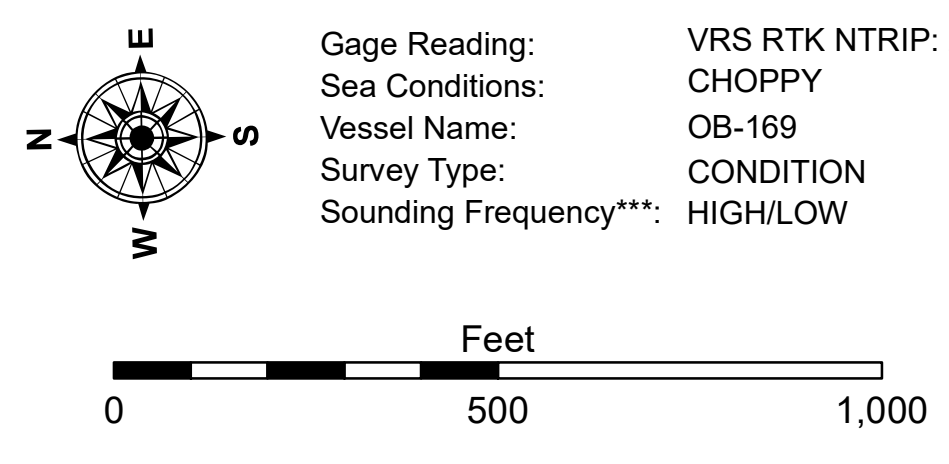 E
N
S
W
Gage Reading: VRS RTK NTRIP:
Sea Conditions: CHOPPY
Vessel Name: OB-169
Survey Type: CONDITION
Sounding Frequency***: HIGH/LOW
Feet
0 500 1,000